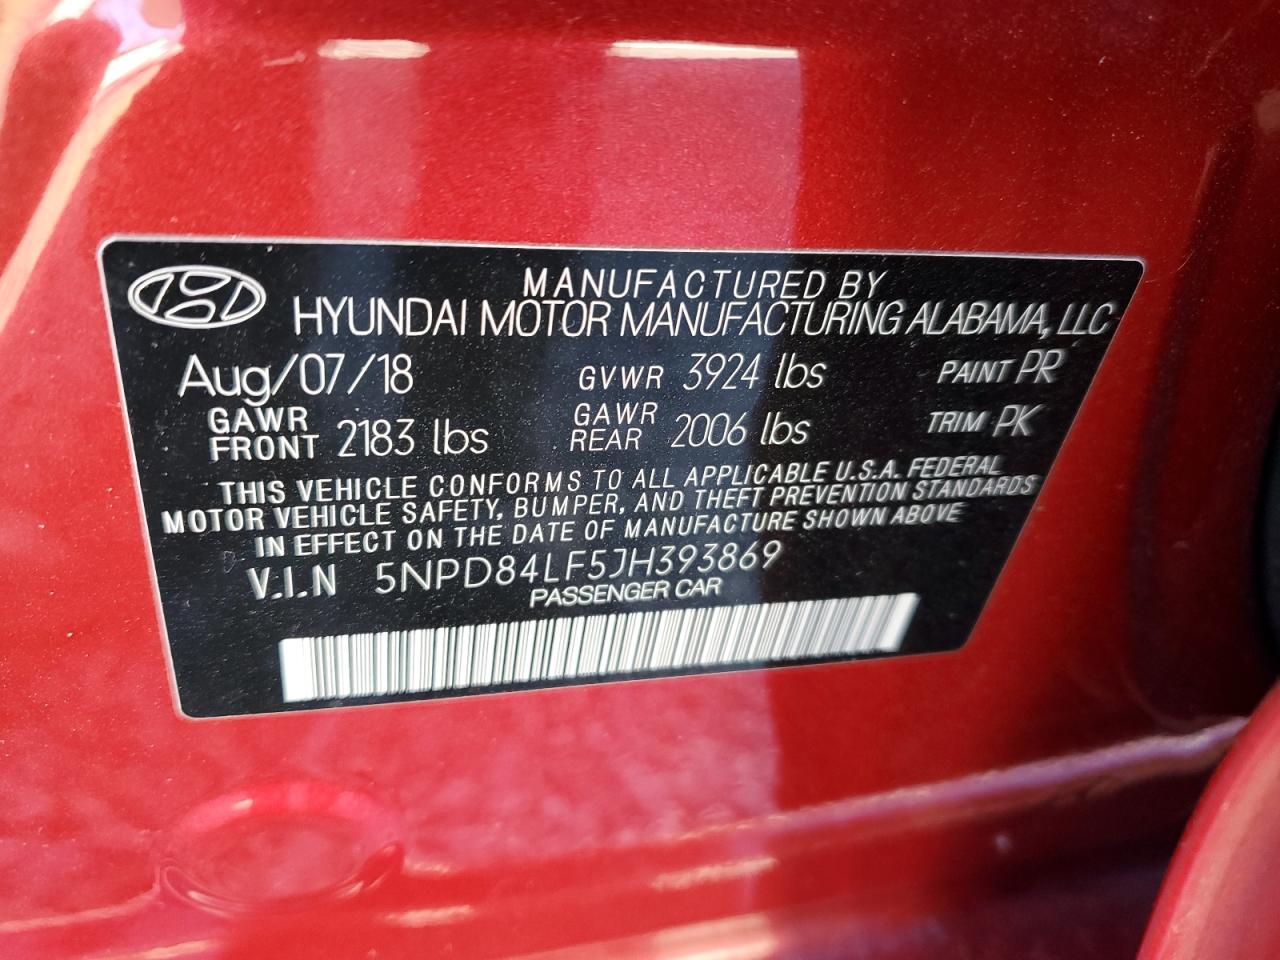 MANUFACTURED BY
HYUNDAI MOTOR MANUFACTURING ALABAMA, LLC
Aug/07/18 GVWR 3924 lbs PAINT PR
GAWR FRONT 2183 lbs GAWR REAR 2006 lbs TRIM PK
THIS VEHICLE CONFORMS TO ALL APPLICABLE U.S.A. FEDERAL
MOTOR VEHICLE SAFETY, BUMPER, AND THEFT PREVENTION STANDARDS
IN EFFECT ON THE DATE OF MANUFACTURE SHOWN ABOVE
V.I.N 5NPD84LF5JH393869
PASSENGER CAR